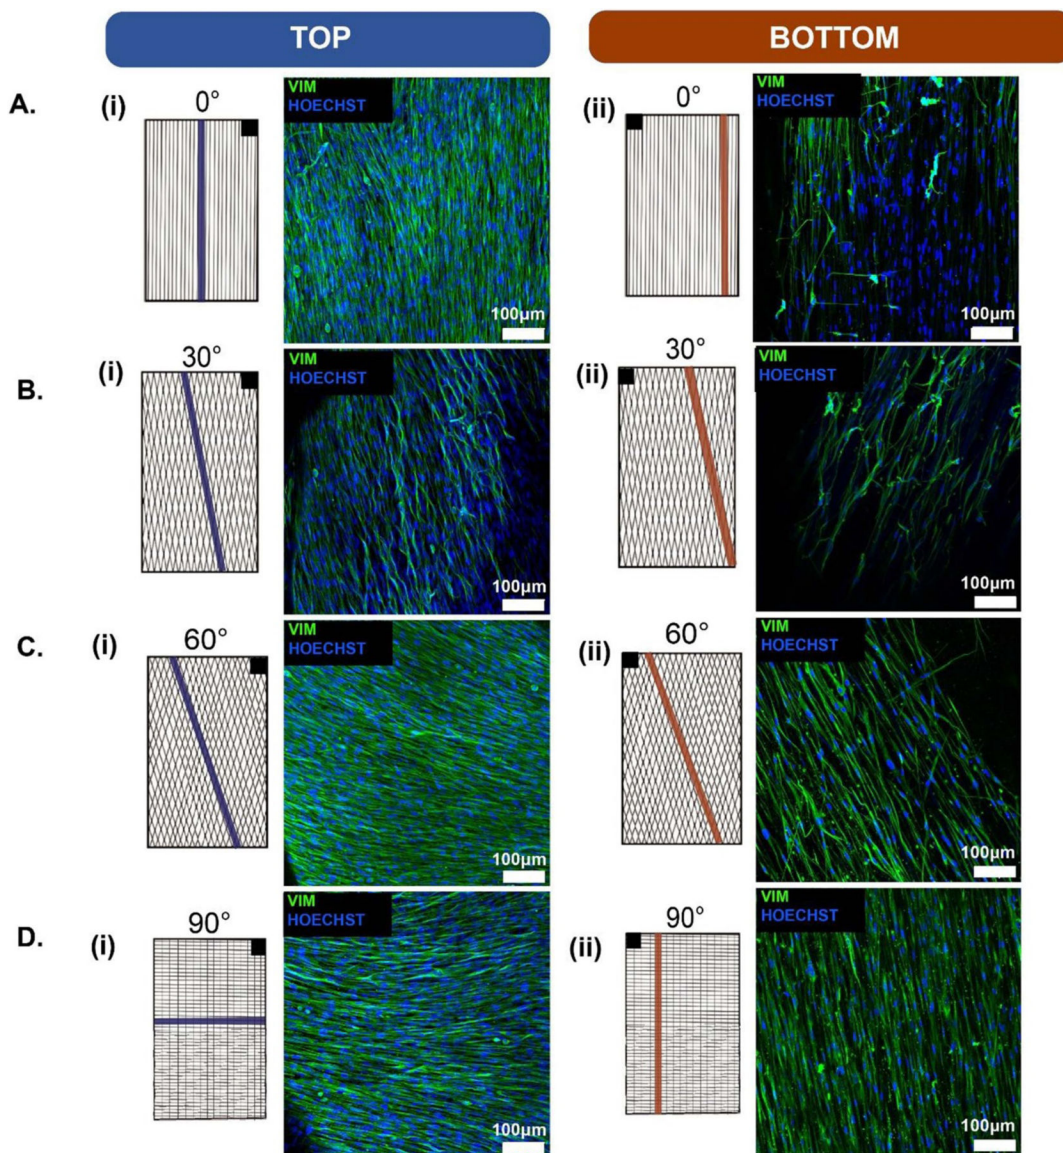 TOP
BOTTOM
A.
(i)
0°
VIM
HOECHST
100µm
(ii)
0°
VIM
HOECHST
100µm
B.
(i)
30°
VIM
HOECHST
100µm
(ii)
30°
VIM
HOECHST
100µm
C.
(i)
60°
VIM
HOECHST
100µm
(ii)
60°
VIM
HOECHST
100µm
D.
(i)
90°
VIM
HOECHST
100µm
(ii)
90°
VIM
HOECHST
100µm